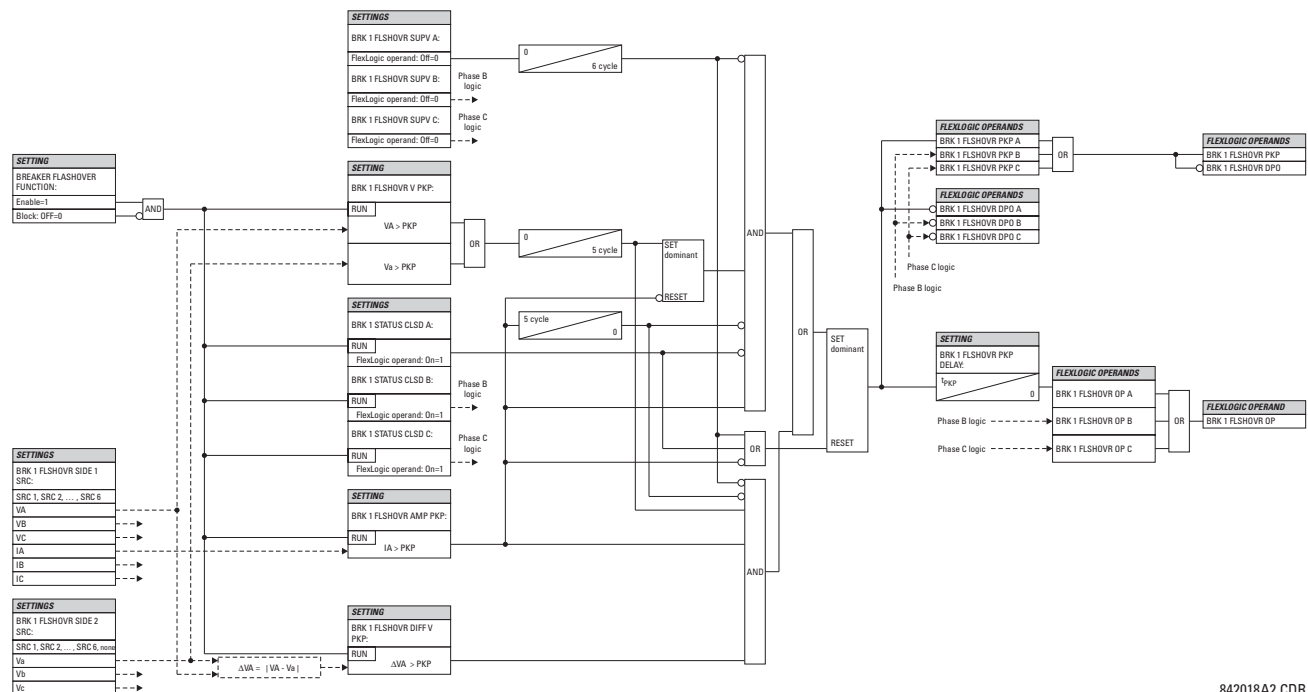 SETTINGS
BRK 1 FLSHOVR SUPV A:
FlexLogic operand: Off=0
BRK 1 FLSHOVR SUPV B:
FlexLogic operand: Off=0
BRK 1 FLSHOVR SUPV C:
FlexLogic operand: Off=0
Phase B
logic
Phase C
logic
0
6 cycle
SETTING
BREAKER FLASHOVER
FUNCTION:
Enable=1
Block: OFF=0
AND
SETTING
BRK 1 FLSHOVR V PKP:
RUN
VA > PKP
Va > PKP
OR
0
5 cycle
SET
dominant
RESET
5 cycle
0
SETTINGS
BRK 1 STATUS CLSD A:
RUN
FlexLogic operand: On=1
BRK 1 STATUS CLSD B:
RUN
FlexLogic operand: On=1
BRK 1 STATUS CLSD C:
RUN
FlexLogic operand: On=1
Phase B
logic
Phase C
logic
SETTINGS
BRK 1 FLSHOVR SIDE 1
SRC:
SRC 1, SRC 2, ... , SRC 6
VA
VB
VC
IA
IB
IC
SETTING
BRK 1 FLSHOVR AMP PKP:
RUN
IA > PKP
SETTINGS
BRK 1 FLSHOVR SIDE 2
SRC:
SRC 1, SRC 2, ... , SRC 6, none
Va
Vb
Vc
ΔVA = |VA - Va|
SETTING
BRK 1 FLSHOVR DIFF V
PKP:
RUN
ΔVA > PKP
AND
OR
AND
OR
SET
dominant
RESET
FLEXLOGIC OPERANDS
BRK 1 FLSHOVR PKP A
BRK 1 FLSHOVR PKP B
BRK 1 FLSHOVR PKP C
OR
FLEXLOGIC OPERANDS
BRK 1 FLSHOVR PKP
BRK 1 FLSHOVR DPO
FLEXLOGIC OPERANDS
BRK 1 FLSHOVR DPO A
BRK 1 FLSHOVR DPO B
BRK 1 FLSHOVR DPO C
Phase C logic
Phase B logic
SETTING
BRK 1 FLSHOVR PKP
DELAY:
tPKP
0
Phase B logic
Phase C logic
FLEXLOGIC OPERANDS
BRK 1 FLSHOVR OP A
BRK 1 FLSHOVR OP B
BRK 1 FLSHOVR OP C
OR
FLEXLOGIC OPERAND
BRK 1 FLSHOVR OP
842018A2.CDR